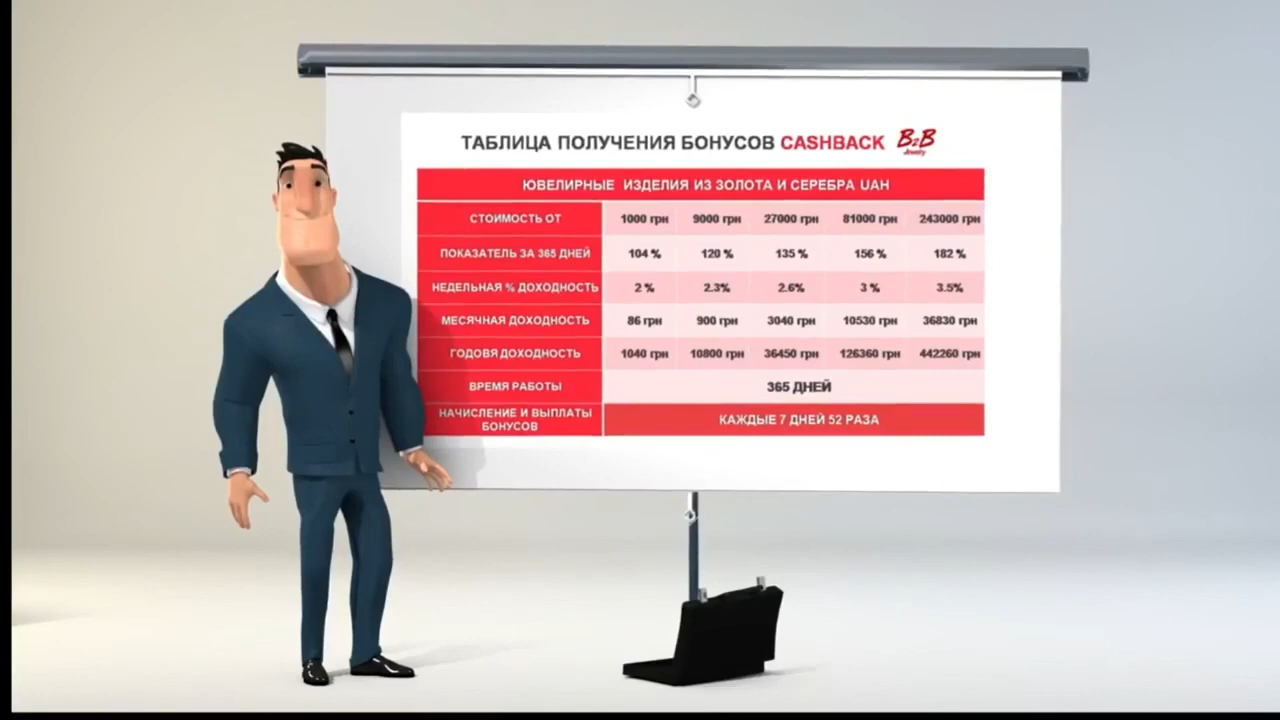 ТАБЛИЦА ПОЛУЧЕНИЯ БОНУСОВ CASHBACK B2B Jewelry
ЮВЕЛИРНЫЕ ИЗДЕЛИЯ ИЗ ЗОЛОТА И СЕРЕБРА UAH
СТОИМОСТЬ ОТ 1000 грн 9000 грн 27000 грн 81000 грн 243000 грн
ПОКАЗАТЕЛЬ ЗА 365 ДНЕЙ 104 % 120 % 135 % 156 % 182 %
НЕДЕЛЬНАЯ % ДОХОДНОСТЬ 2 % 2.3% 2.6% 3 % 3.5%
МЕСЯЧНАЯ ДОХОДНОСТЬ 86 грн 900 грн 3040 грн 10530 грн 36830 грн
ГОДОВЯ ДОХОДНОСТЬ 1040 грн 10800 грн 36450 грн 126360 грн 442260 грн
ВРЕМЯ РАБОТЫ 365 ДНЕЙ
НАЧИСЛЕНИЕ И ВЫПЛАТЫ
БОНУСОВ
КАЖДЫЕ 7 ДНЕЙ 52 РАЗА